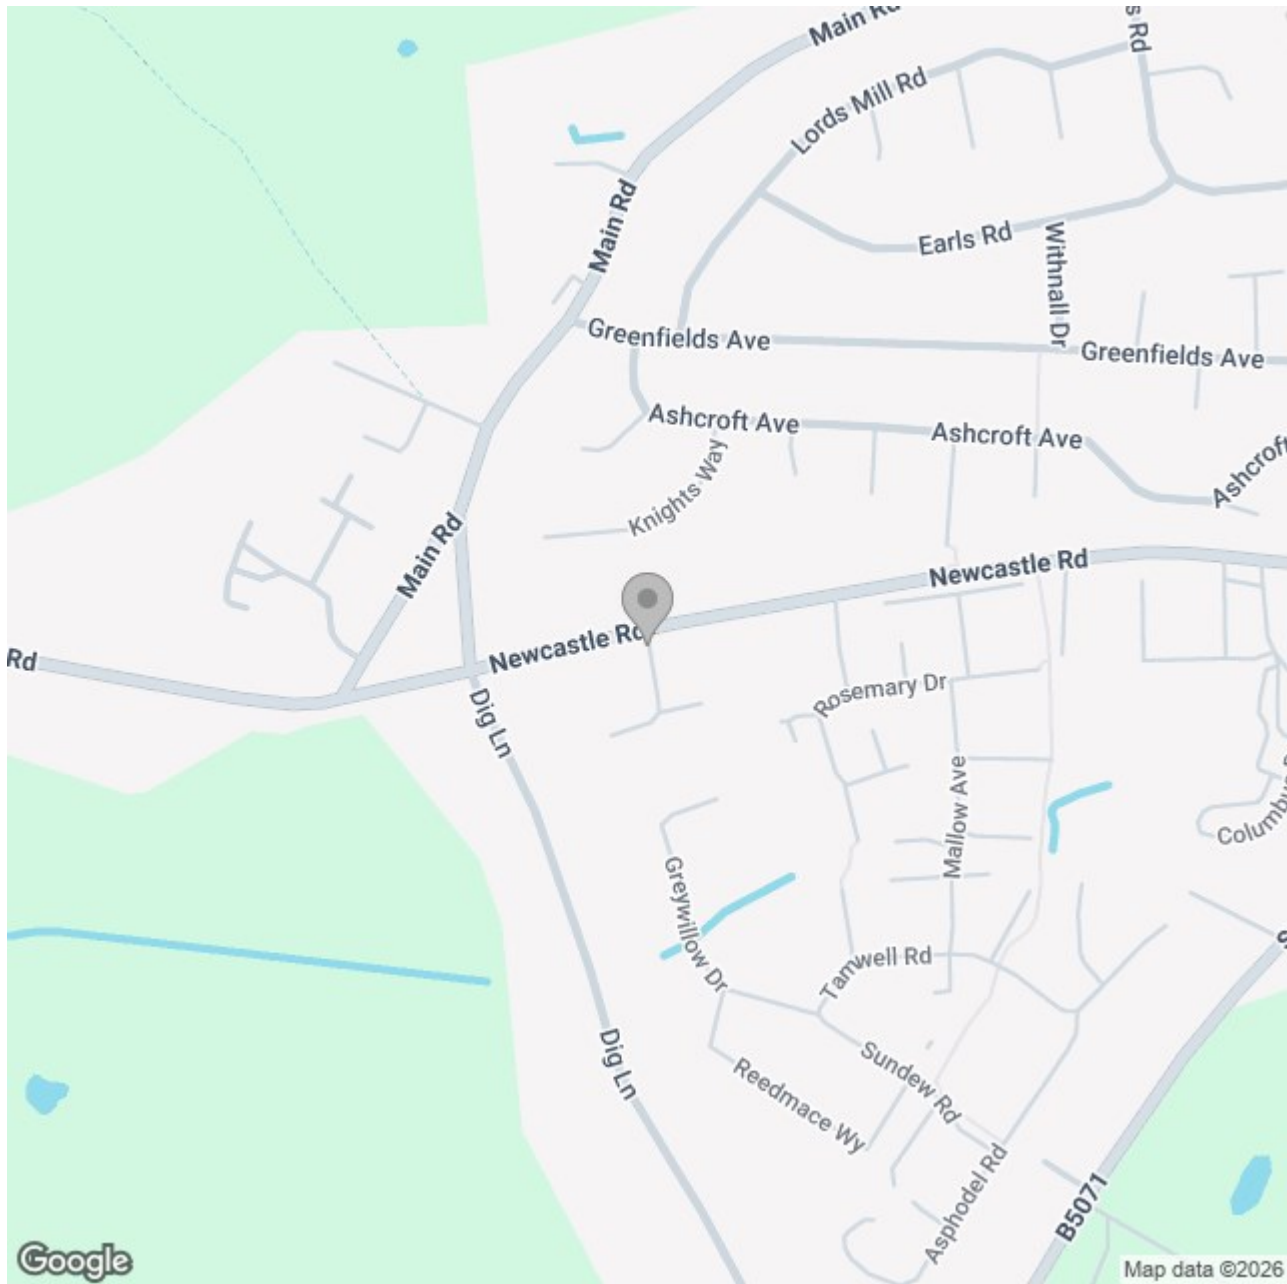 Main Rd
s Rd
Lords Mill Rd
Main Rd
Earls Rd
Withnall Dr
Greenfields Ave
Greenfields Ave
Ashcroft Ave
Ashcroft Ave
Knights Way
Ashcroft
Main Rd
Newcastle Rd
Newcastle Rd
Rd
Rosemary Dr
Dig Ln
Mallow Ave
Columbus
Greywillow Dr
Tamwell Rd
Dig Ln
Sundew Rd
Reedmace Wy
Asphodel Rd
B5071
Google
Map data ©2026